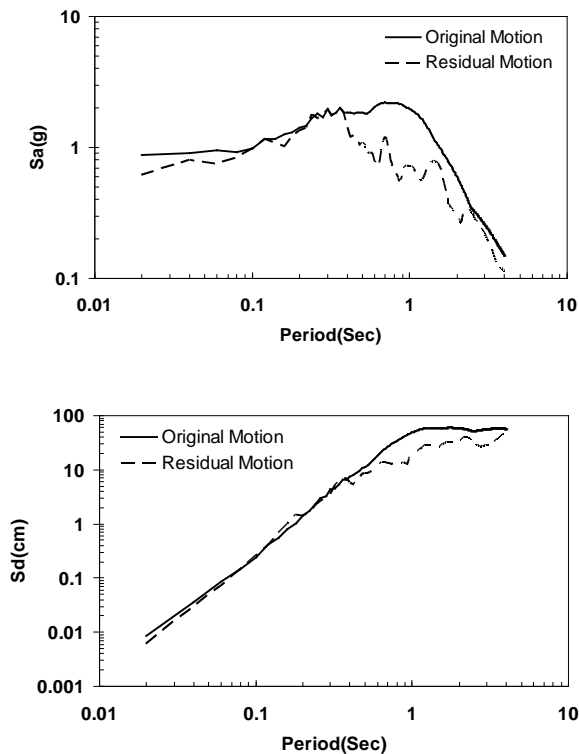 Original Motion
Residual Motion
10
1
0.1
Sa(g)
0.01 0.1 1 10
Period(Sec)
Original Motion
Residual Motion
100
10
1
0.1
0.01
0.001
Sd(cm)
0.01 0.1 1 10
Period(Sec)